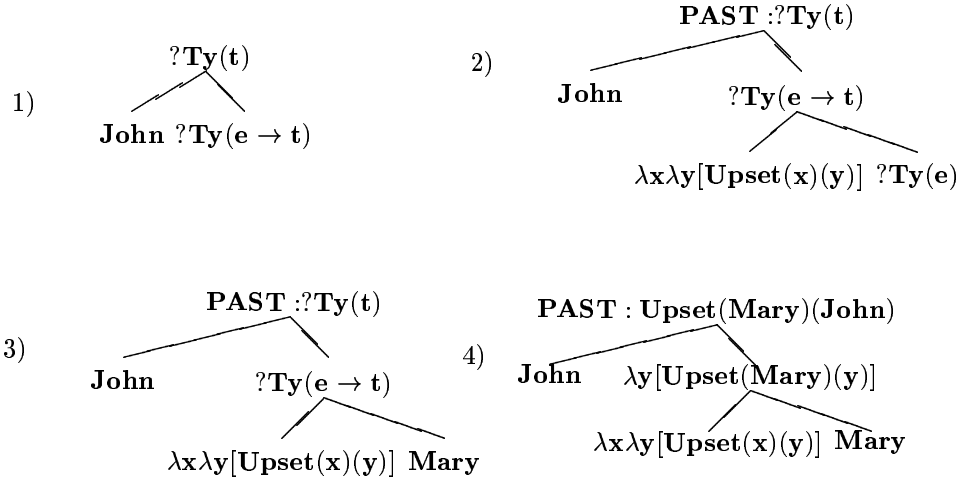 1)
?Ty(t)
John ?Ty(e → t)
2)
PAST :?Ty(t)
John ?Ty(e → t)
λxλy[Upset(x)(y)] ?Ty(e)
3)
PAST :?Ty(t)
John ?Ty(e → t)
λxλy[Upset(x)(y)] Mary
4)
PAST : Upset(Mary)(John)
John λy[Upset(Mary)(y)]
λxλy[Upset(x)(y)] Mary